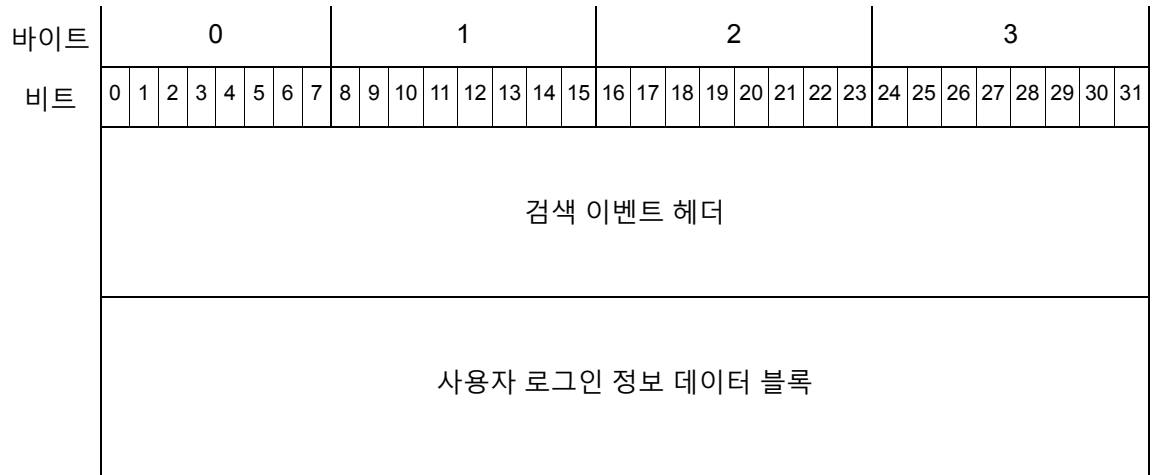 바이트 0 1 2 3
비트 0 1 2 3 4 5 6 7 8 9 10 11 12 13 14 15 16 17 18 19 20 21 22 23 24 25 26 27 28 29 30 31
검색 이벤트 헤더
사용자 로그인 정보 데이터 블록